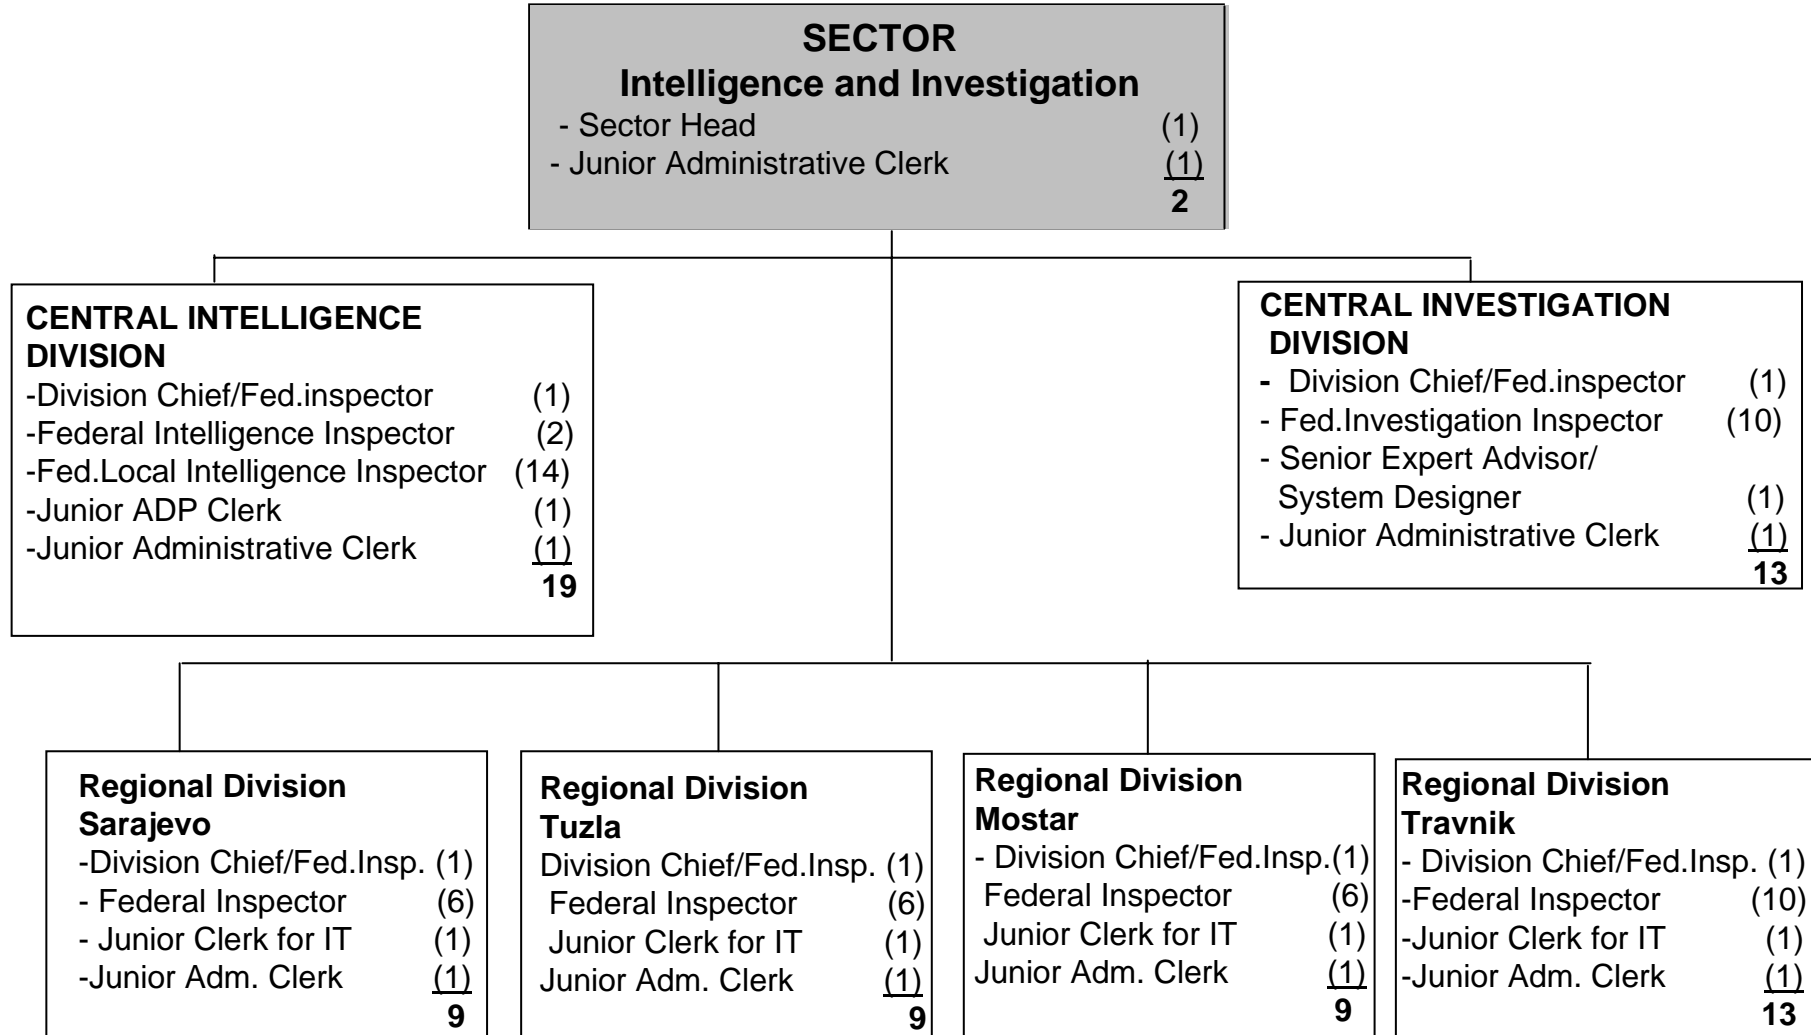 SECTOR
Intelligence and Investigation
- Sector Head (1)
- Junior Administrative Clerk (1)
2
CENTRAL INTELLIGENCE
DIVISION
-Division Chief/Fed.inspector (1)
-Federal Intelligence Inspector (2)
-Fed.Local Intelligence Inspector (14)
-Junior ADP Clerk (1)
-Junior Administrative Clerk (1)
19
CENTRAL INVESTIGATION
DIVISION
- Division Chief/Fed.inspector (1)
- Fed.Investigation Inspector (10)
- Senior Expert Advisor/
System Designer (1)
- Junior Administrative Clerk (1)
13
Regional Division
Sarajevo
-Division Chief/Fed.Insp. (1)
- Federal Inspector (6)
- Junior Clerk for IT (1)
-Junior Adm. Clerk (1)
9
Regional Division
Tuzla
Division Chief/Fed.Insp. (1)
Federal Inspector (6)
Junior Clerk for IT (1)
Junior Adm. Clerk (1)
9
Regional Division
Mostar
- Division Chief/Fed.Insp.(1)
Federal Inspector (6)
Junior Clerk for IT (1)
Junior Adm. Clerk (1)
9
Regional Division
Travnik
- Division Chief/Fed.Insp. (1)
-Federal Inspector (10)
-Junior Clerk for IT (1)
-Junior Adm. Clerk (1)
13